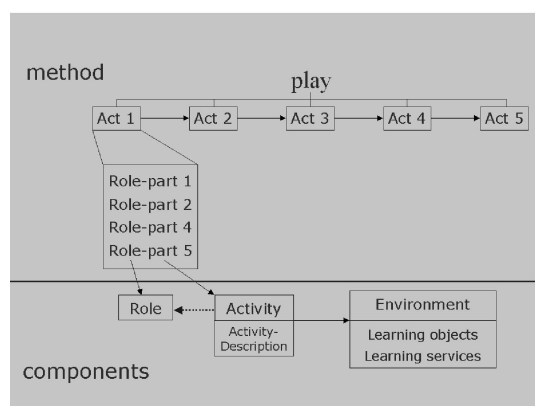 method
play
Act 1
Act 2
Act 3
Act 4
Act 5
Role-part 1
Role-part 2
Role-part 4
Role-part 5
Role
Activity
Activity-
Description
Environment
Learning objects
Learning services
components